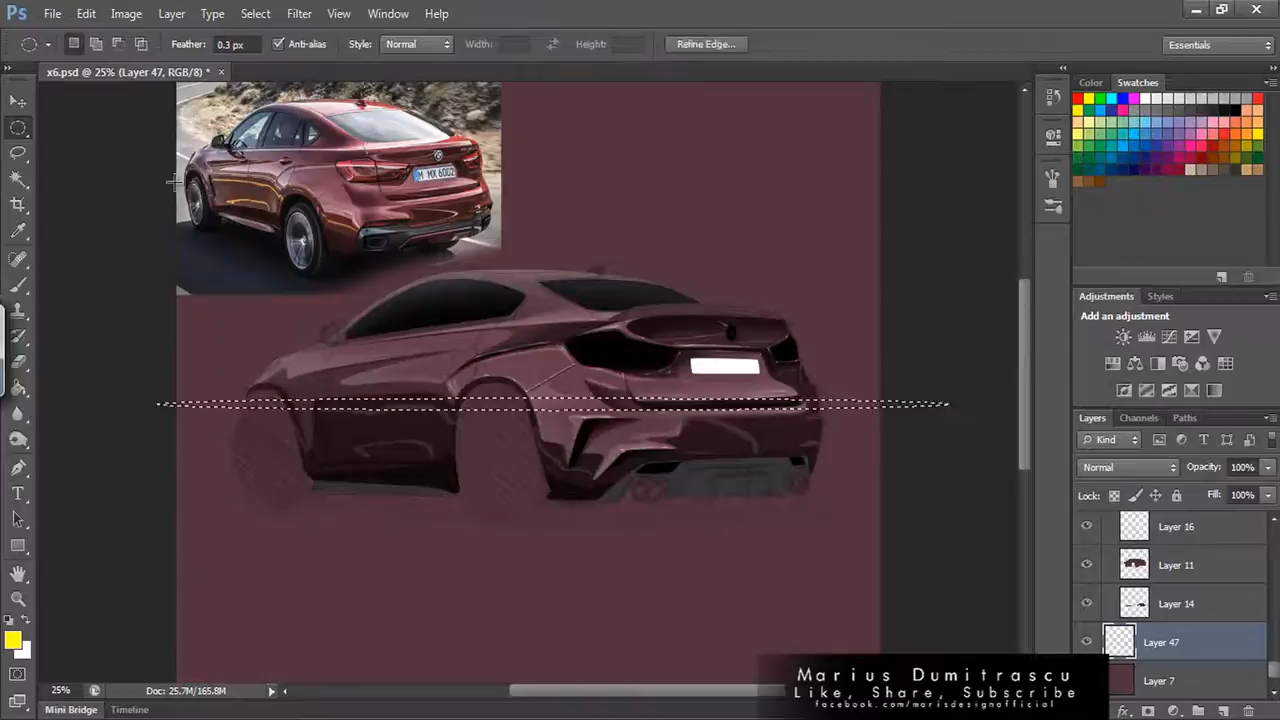 Ps File Edit Image Layer Type Select Filter View Window Help
Feather: 0.3 px Anti-alias Style: Normal Width: Height: Refine Edge... Essentials
x6.psd @ 25% (Layer 47, RGB/8) * ×
Color Swatches
M MX 6002
Adjustments Styles
Add an adjustment
Layers Channels Paths
Kind
Normal Opacity: 100%
Lock: Fill: 100%
Layer 16
Layer 11
Layer 14
Layer 47
Layer 7
Marius Dumitrascu
Like, Share, Subscribe
facebook.com/marisdesignofficial
25% Doc: 25.7M/165.8M
Mini Bridge Timeline